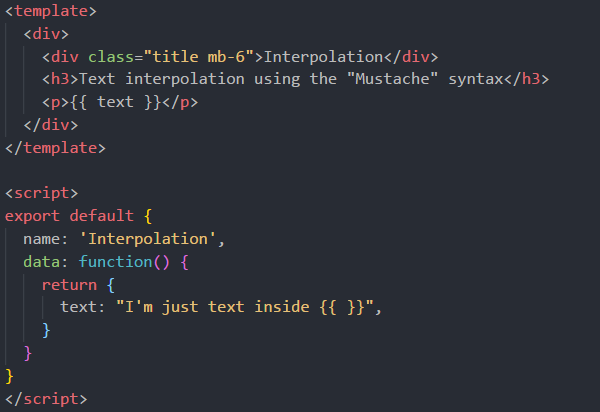 <template>
  <div>
    <div class="title mb-6">Interpolation</div>
    <h3>Text interpolation using the "Mustache" syntax</h3>
    <p>{{ text }}</p>
  </div>
</template>

<script>
export default {
  name: 'Interpolation',
  data: function() {
    return {
      text: "I'm just text inside {{ }}",
    }
  }
}
</script>